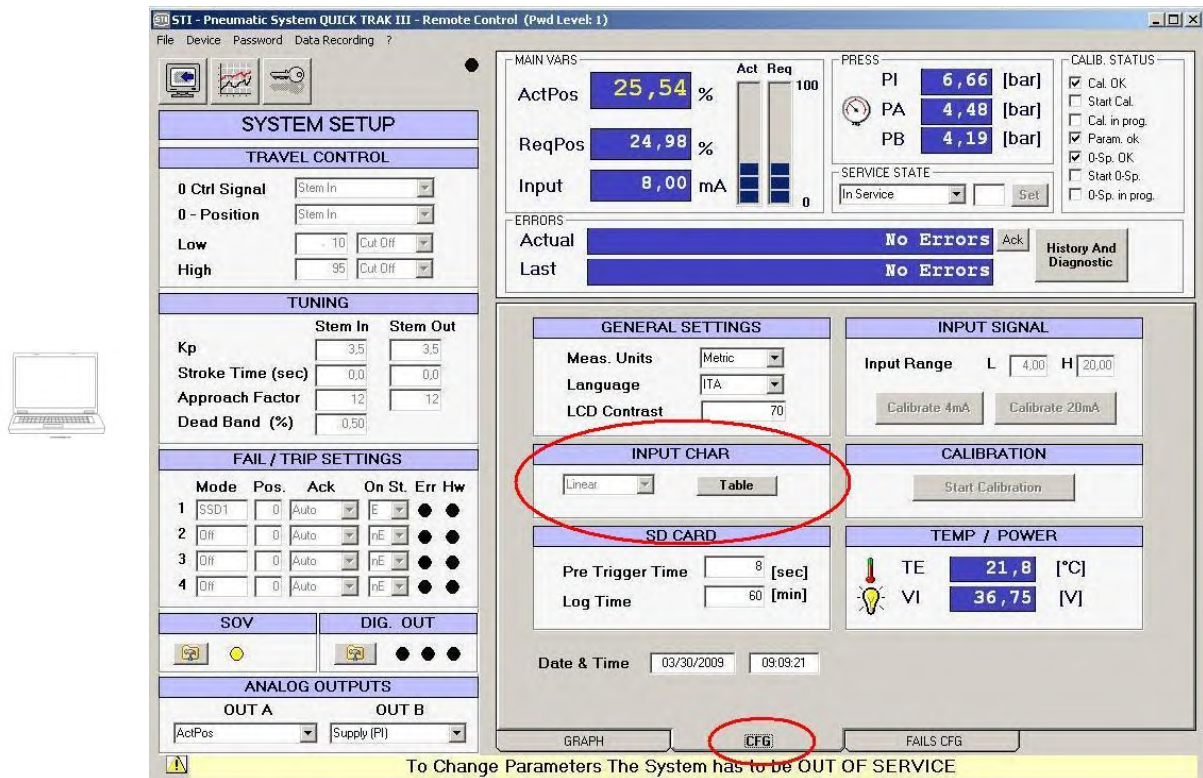 STI - Pneumatic System QUICK TRAK III - Remote Control (Pwd Level: 1)
File Device Password Data Recording ?
SYSTEM SETUP
TRAVEL CONTROL
0 Ctrl Signal Stem In
0 - Position Stem In
Low 10 Cut Off
High 95 Cut Off
TUNING
Stem In Stem Out
Kp 3,5 3,5
Stroke Time (sec) 0,0 0,0
Approach Factor 12 12
Dead Band (%) 0,50
FAIL / TRIP SETTINGS
Mode Pos. Ack On St. Err Hw
1 SSD1 0 Auto E
2 Off 0 Auto nE
3 Off 0 Auto nE
4 Off 0 Auto nE
SOV DIG. OUT
ANALOG OUTPUTS
OUT A OUT B
ActPos Supply (PI)
MAIN VARS
Act Req
100
0
ActPos 25,54 %
ReqPos 24,98 %
Input 8,00 mA
PRESS
PI 6,66 [bar]
PA 4,48 [bar]
PB 4,19 [bar]
SERVICE STATE
In Service Set
CALIB. STATUS
Cal. OK
Start Cal.
Cal. in prog.
Param. ok
0-Sp. OK
Start 0-Sp.
0-Sp. in prog.
ERRORS
Actual No Errors Ack
Last No Errors
History And
Diagnostic
GENERAL SETTINGS
Meas. Units Metric
Language ITA
LCD Contrast 70
INPUT SIGNAL
Input Range L 4,00 H 20,00
Calibrate 4mA Calibrate 20mA
INPUT CHAR
Linear Table
CALIBRATION
Start Calibration
SD CARD
Pre Trigger Time 8 [sec]
Log Time 60 [min]
TEMP / POWER
TE 21,8 [°C]
VI 36,75 [V]
Date & Time 03/30/2009 09:09:21
GRAPH CFG FAILS CFG
To Change Parameters The System has to be OUT OF SERVICE